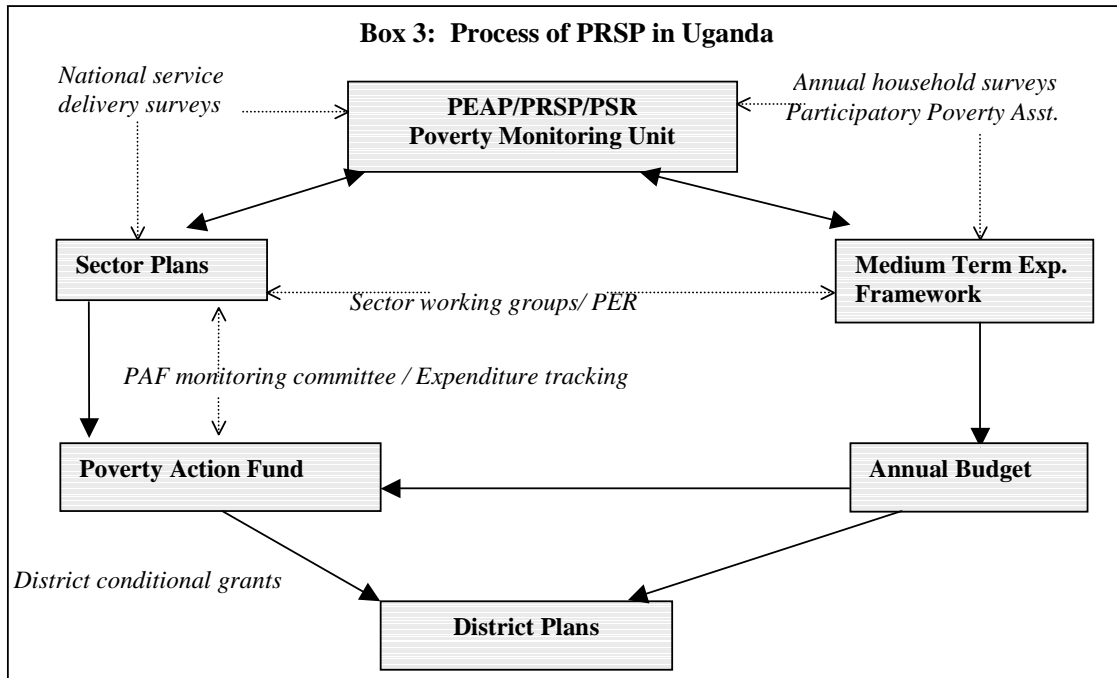 Box 3: Process of PRSP in Uganda
National service
delivery surveys
PEAP/PRSP/PSR
Poverty Monitoring Unit
Annual household surveys
Participatory Poverty Asst.
Sector Plans
Medium Term Exp.
Framework
Sector working groups/ PER
PAF monitoring committee / Expenditure tracking
Poverty Action Fund
Annual Budget
District conditional grants
District Plans